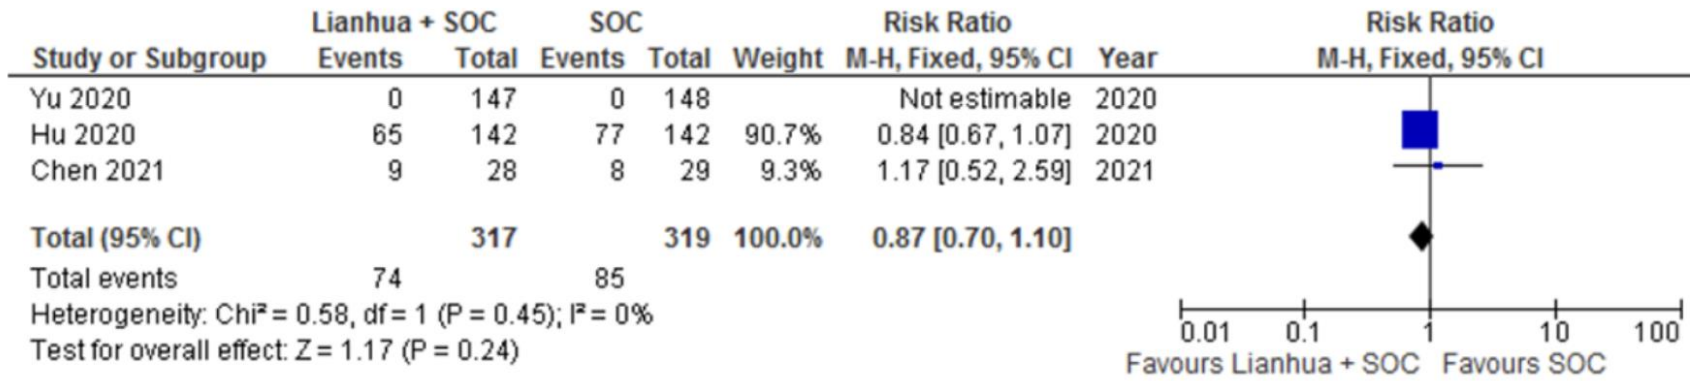 Lianhua + SOC SOC Risk Ratio Risk Ratio
Study or Subgroup Events Total Events Total Weight M-H, Fixed, 95% CI Year M-H, Fixed, 95% CI
Yu 2020 0 147 0 148 Not estimable 2020
Hu 2020 65 142 77 142 90.7% 0.84 [0.67, 1.07] 2020
Chen 2021 9 28 8 29 9.3% 1.17 [0.52, 2.59] 2021
Total (95% CI) 317 319 100.0% 0.87 [0.70, 1.10]
Total events 74 85
Heterogeneity: Chi² = 0.58, df = 1 (P = 0.45); I² = 0%
Test for overall effect: Z = 1.17 (P = 0.24)
0.01 0.1 1 10 100
Favours Lianhua + SOC Favours SOC